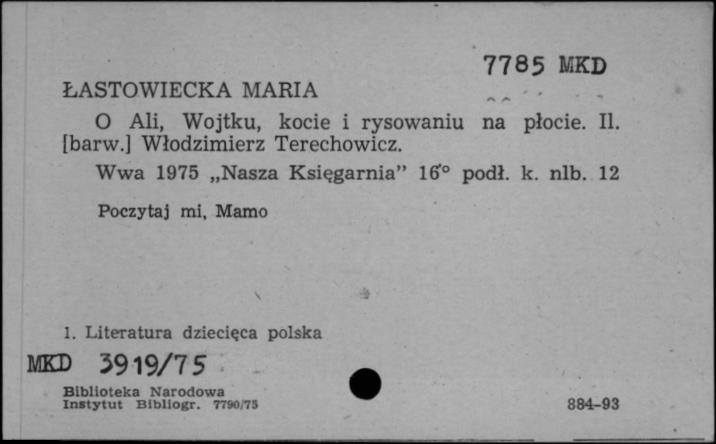 7785 MKD
ŁASTOWIECKA MARIA
O Ali, Wojtku, kocie i rysowaniu na płocie. Il.
[barw.] Włodzimierz Terechowicz.
Wwa 1975 „Nasza Księgarnia” 16° podł. k. nlb. 12
Poczytaj mi, Mamo
1. Literatura dziecięca polska
MKD 3919/75
Biblioteka Narodowa
Instytut Bibliogr. 7790/75
884-93